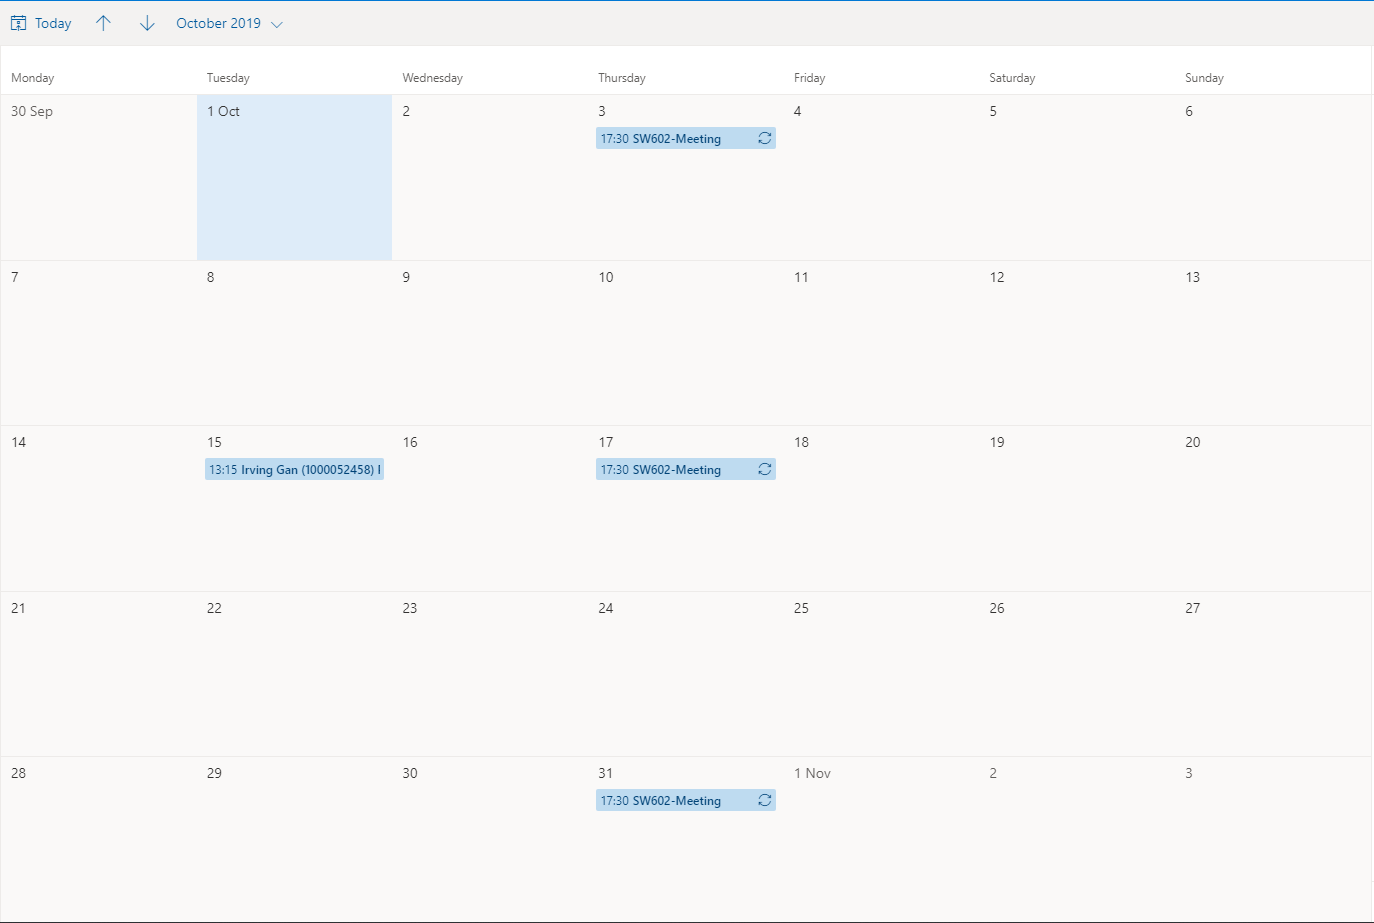 Today October 2019
Monday Tuesday Wednesday Thursday Friday Saturday Sunday
30 Sep 1 Oct 2 3 4 5 6
17:30 SW602-Meeting
7 8 9 10 11 12 13
14 15 16 17 18 19 20
13:15 Irving Gan (1000052458) 17:30 SW602-Meeting
21 22 23 24 25 26 27
28 29 30 31 1 Nov 2 3
17:30 SW602-Meeting